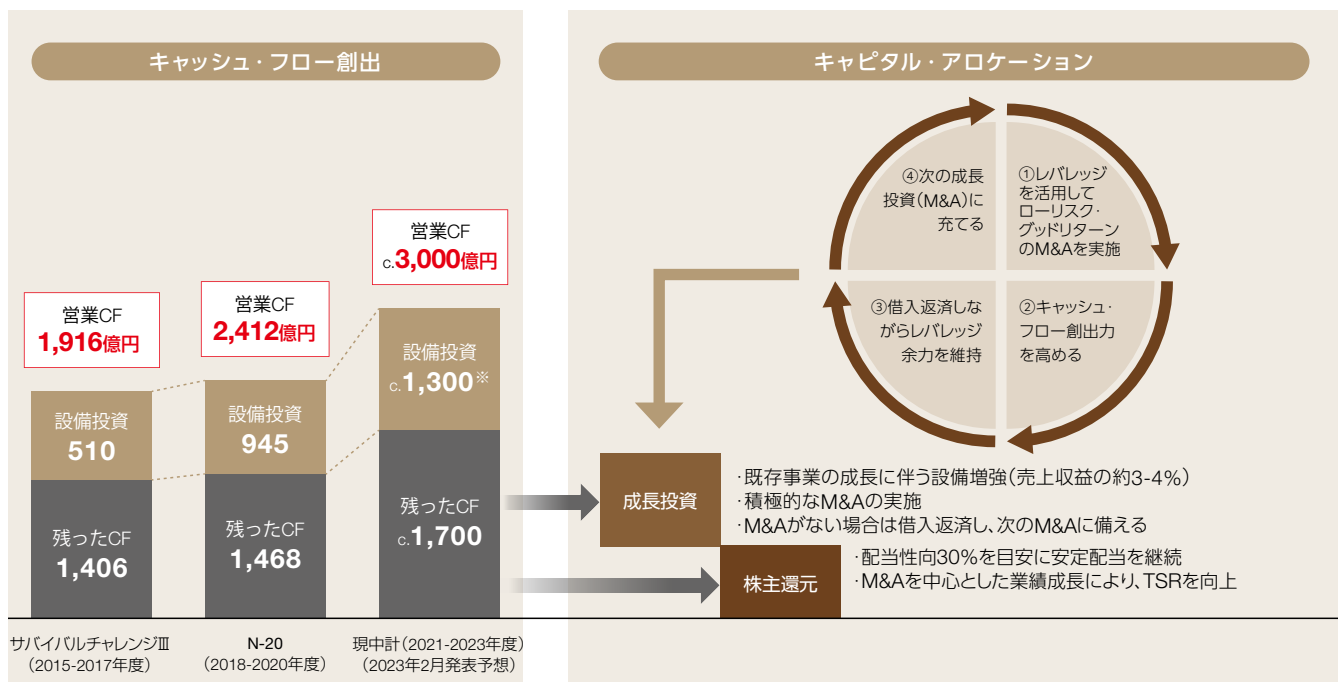 キャッシュ・フロー創出
営業CF
1,916億円
設備投資
510
残ったCF
1,406
サバイバルチャレンジⅢ
(2015-2017年度)
営業CF
2,412億円
設備投資
945
残ったCF
1,468
N-20
(2018-2020年度)
営業CF
c.3,000億円
設備投資
c.1,300※
残ったCF
c.1,700
現中計(2021-2023年度)
(2023年2月発表予想)
キャピタル・アロケーション
①レバレッジ
を活用して
ローリスク・
グッドリターン
のM&Aを実施
②キャッシュ・
フロー創出力
を高める
③借入返済しな
がらレバレッジ
余力を維持
④次の成長
投資(M&A)に
充てる
成長投資
・既存事業の成長に伴う設備増強(売上収益の約3-4%)
・積極的なM&Aの実施
・M&Aがない場合は借入返済し、次のM&Aに備える
株主還元
・配当性向30%を目安に安定配当を継続
・M&Aを中心とした業績成長により、TSRを向上